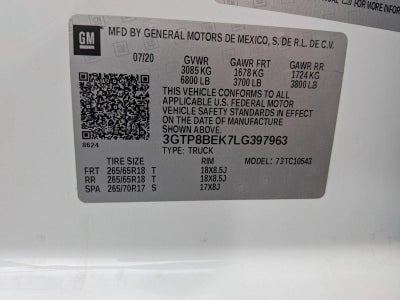 GM
MFD BY GENERAL MOTORS DE MEXICO, S. DE R.L. DE C.V.
07/20 GVWR GAWR FRT GAWR RR
3085 KG 1678 KG 1724 KG
6800 LB 3700 LB 3800 LB
THIS VEHICLE CONFORMS TO ALL
APPLICABLE U.S. FEDERAL MOTOR
VEHICLE SAFETY STANDARDS IN EFFECT
ON THE DATE OF MANUFACTURE
SHOWN ABOVE.
8624 3GTP8BEK7LG397963
TYPE: TRUCK MODEL: 73TC10543
TIRE SIZE RIM
FRT 265/65R18 T 18X8.5J
RR 265/65R18 T 18X8.5J
SPA 265/70R17 S 17X8J